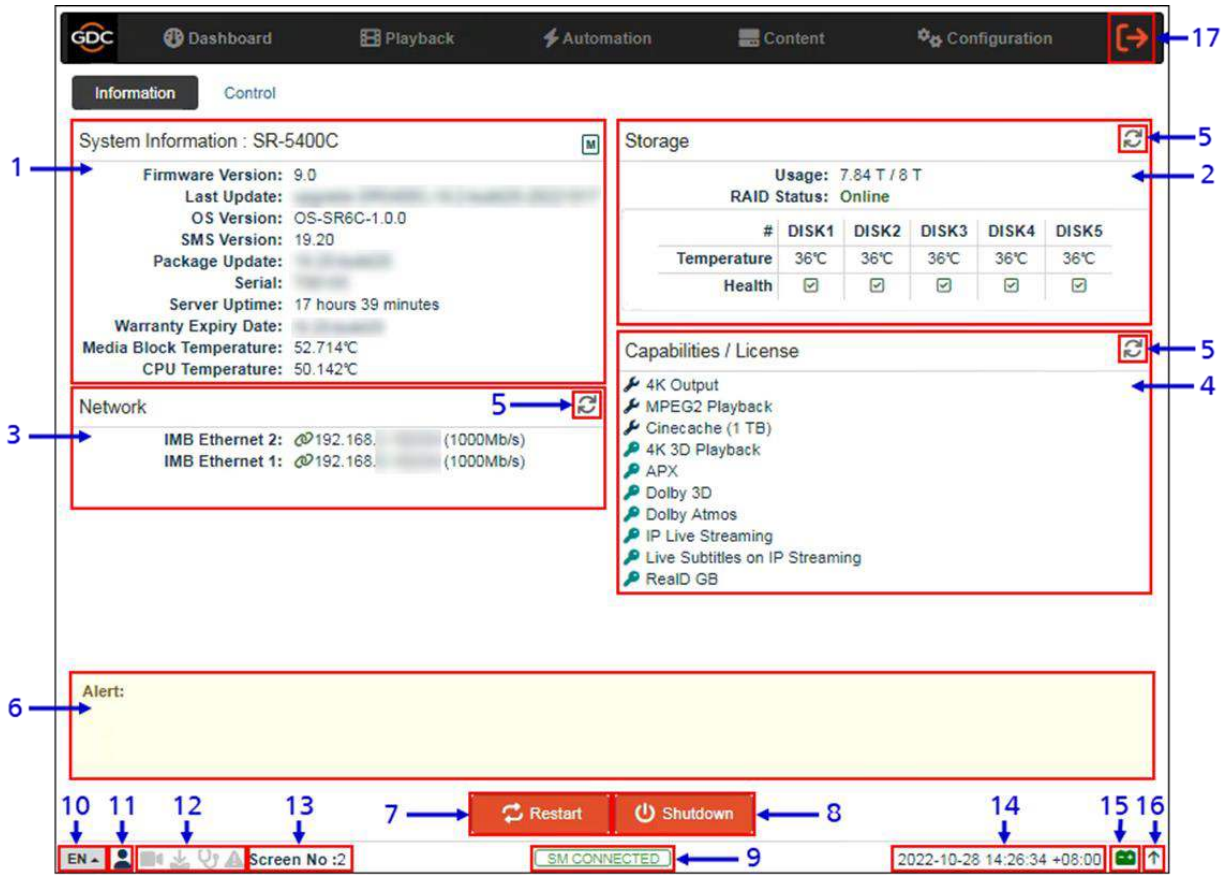 GDC Dashboard Playback Automation Content Configuration 17
Information Control
System Information : SR-5400C M
1
Firmware Version: 9.0
Last Update:
OS Version: OS-SR6C-1.0.0
SMS Version: 19.20
Package Update:
Serial:
Server Uptime: 17 hours 39 minutes
Warranty Expiry Date:
Media Block Temperature: 52.714℃
CPU Temperature: 50.142℃
Storage 5
2
Usage: 7.84 T / 8 T
RAID Status: Online
# DISK1 DISK2 DISK3 DISK4 DISK5
Temperature 36℃ 36℃ 36℃ 36℃ 36℃
Health
Network 5
3
IMB Ethernet 2: 192.168. (1000Mb/s)
IMB Ethernet 1: 192.168. (1000Mb/s)
Capabilities / License 5
4
4K Output
MPEG2 Playback
Cinecache (1 TB)
4K 3D Playback
APX
Dolby 3D
Dolby Atmos
IP Live Streaming
Live Subtitles on IP Streaming
RealD GB
Alert:
6
10 11 12 13 7 Restart Shutdown 8 14 15 16
EN Screen No :2 SM CONNECTED 9 2022-10-28 14:26:34 +08:00